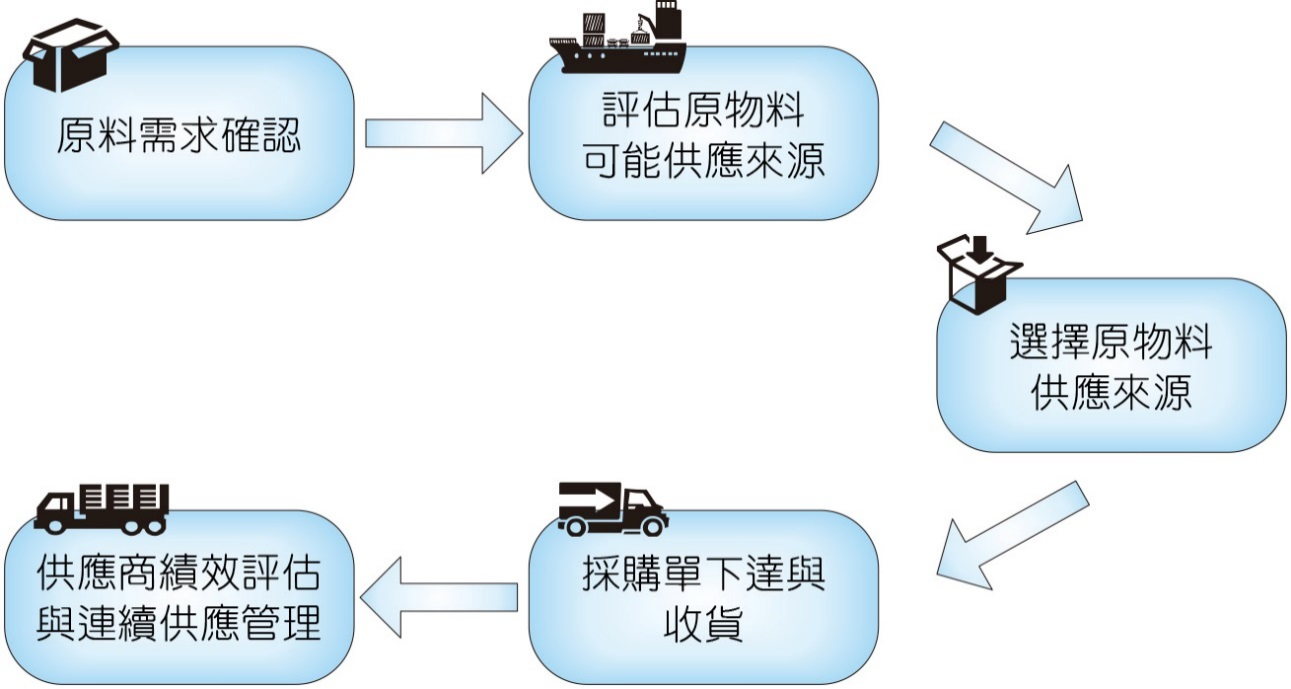 原料需求確認
評估原物料
可能供應來源
選擇原物料
供應來源
採購單下達與
收貨
供應商績效評估
與連續供應管理